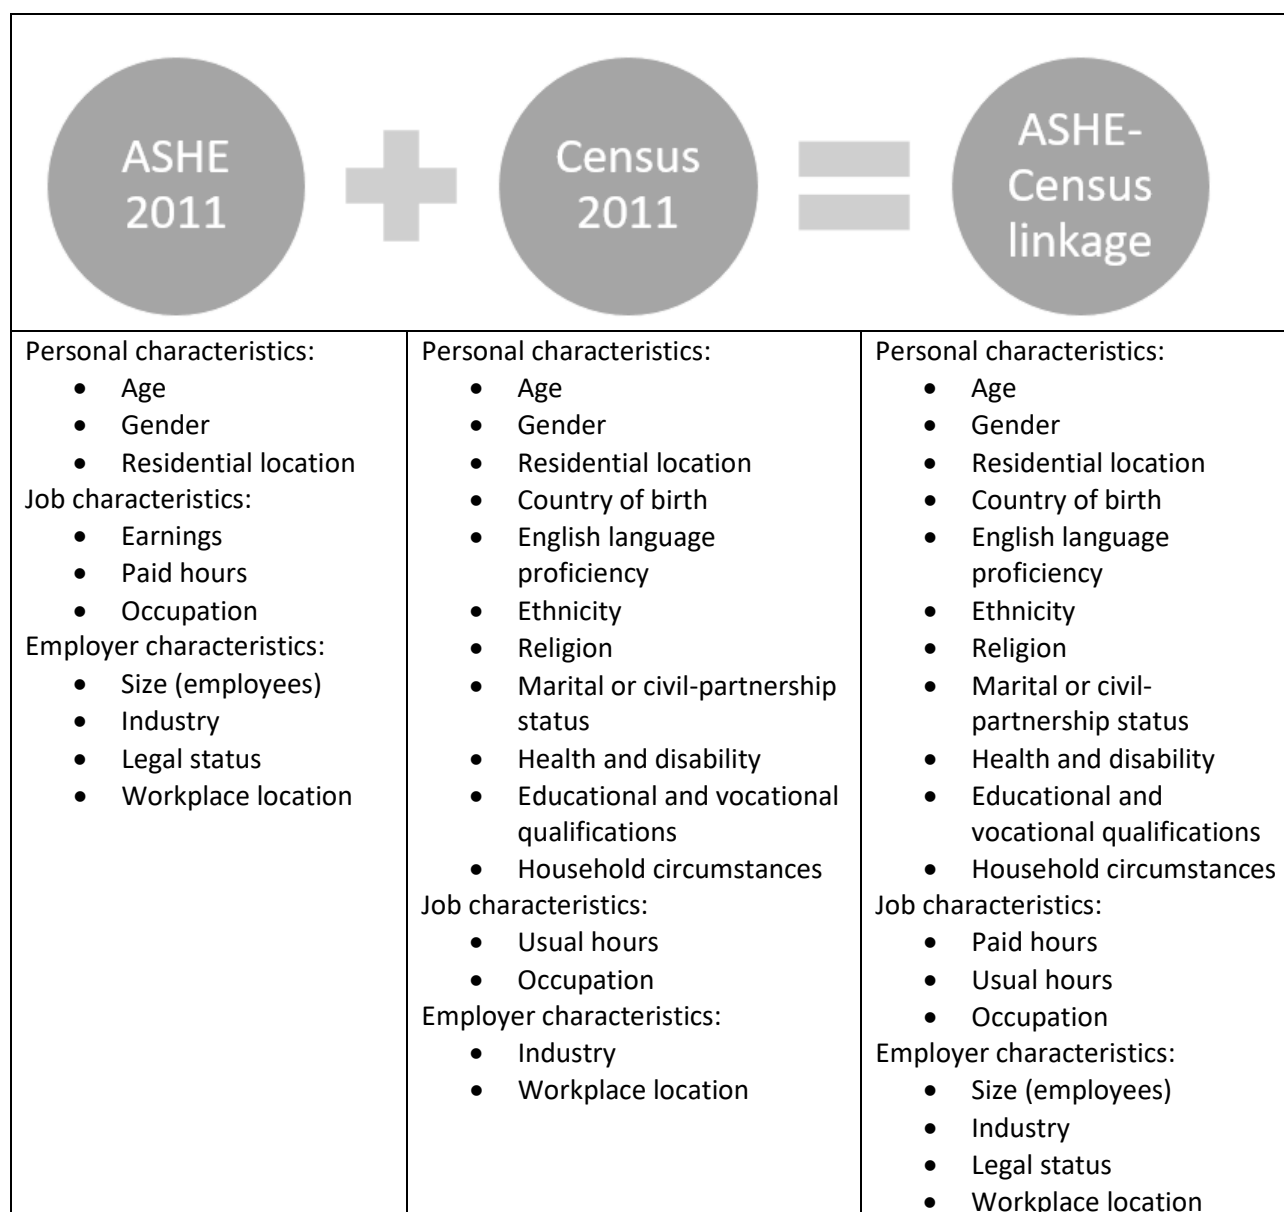 ASHE
2011
Census
2011
ASHE-
Census
linkage
Personal characteristics:
• Age
• Gender
• Residential location
Job characteristics:
• Earnings
• Paid hours
• Occupation
Employer characteristics:
• Size (employees)
• Industry
• Legal status
• Workplace location
Personal characteristics:
• Age
• Gender
• Residential location
• Country of birth
• English language
proficiency
• Ethnicity
• Religion
• Marital or civil-partnership
status
• Health and disability
• Educational and vocational
qualifications
• Household circumstances
Job characteristics:
• Usual hours
• Occupation
Employer characteristics:
• Industry
• Workplace location
Personal characteristics:
• Age
• Gender
• Residential location
• Country of birth
• English language
proficiency
• Ethnicity
• Religion
• Marital or civil-
partnership status
• Health and disability
• Educational and
vocational qualifications
• Household circumstances
Job characteristics:
• Paid hours
• Usual hours
• Occupation
Employer characteristics:
• Size (employees)
• Industry
• Legal status
• Workplace location